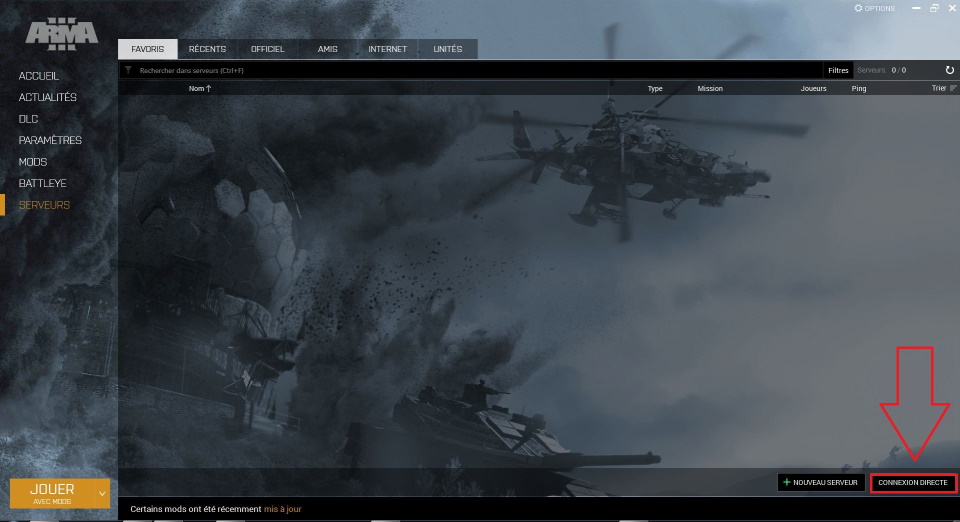 OPTIONS
ARMA III
FAVORIS RÉCENTS OFFICIEL AMIS INTERNET UNITÉS
Rechercher dans serveurs (Ctrl+F) Filtres Serveurs: 0 / 0
Nom Type Mission Joueurs Ping Trier
ACCUEIL
ACTUALITÉS
DLC
PARAMÈTRES
MODS
BATTLEYE
SERVEURS
JOUER
AVEC MODS
+ NOUVEAU SERVEUR CONNEXION DIRECTE
Certains mods ont été récemment mis à jour